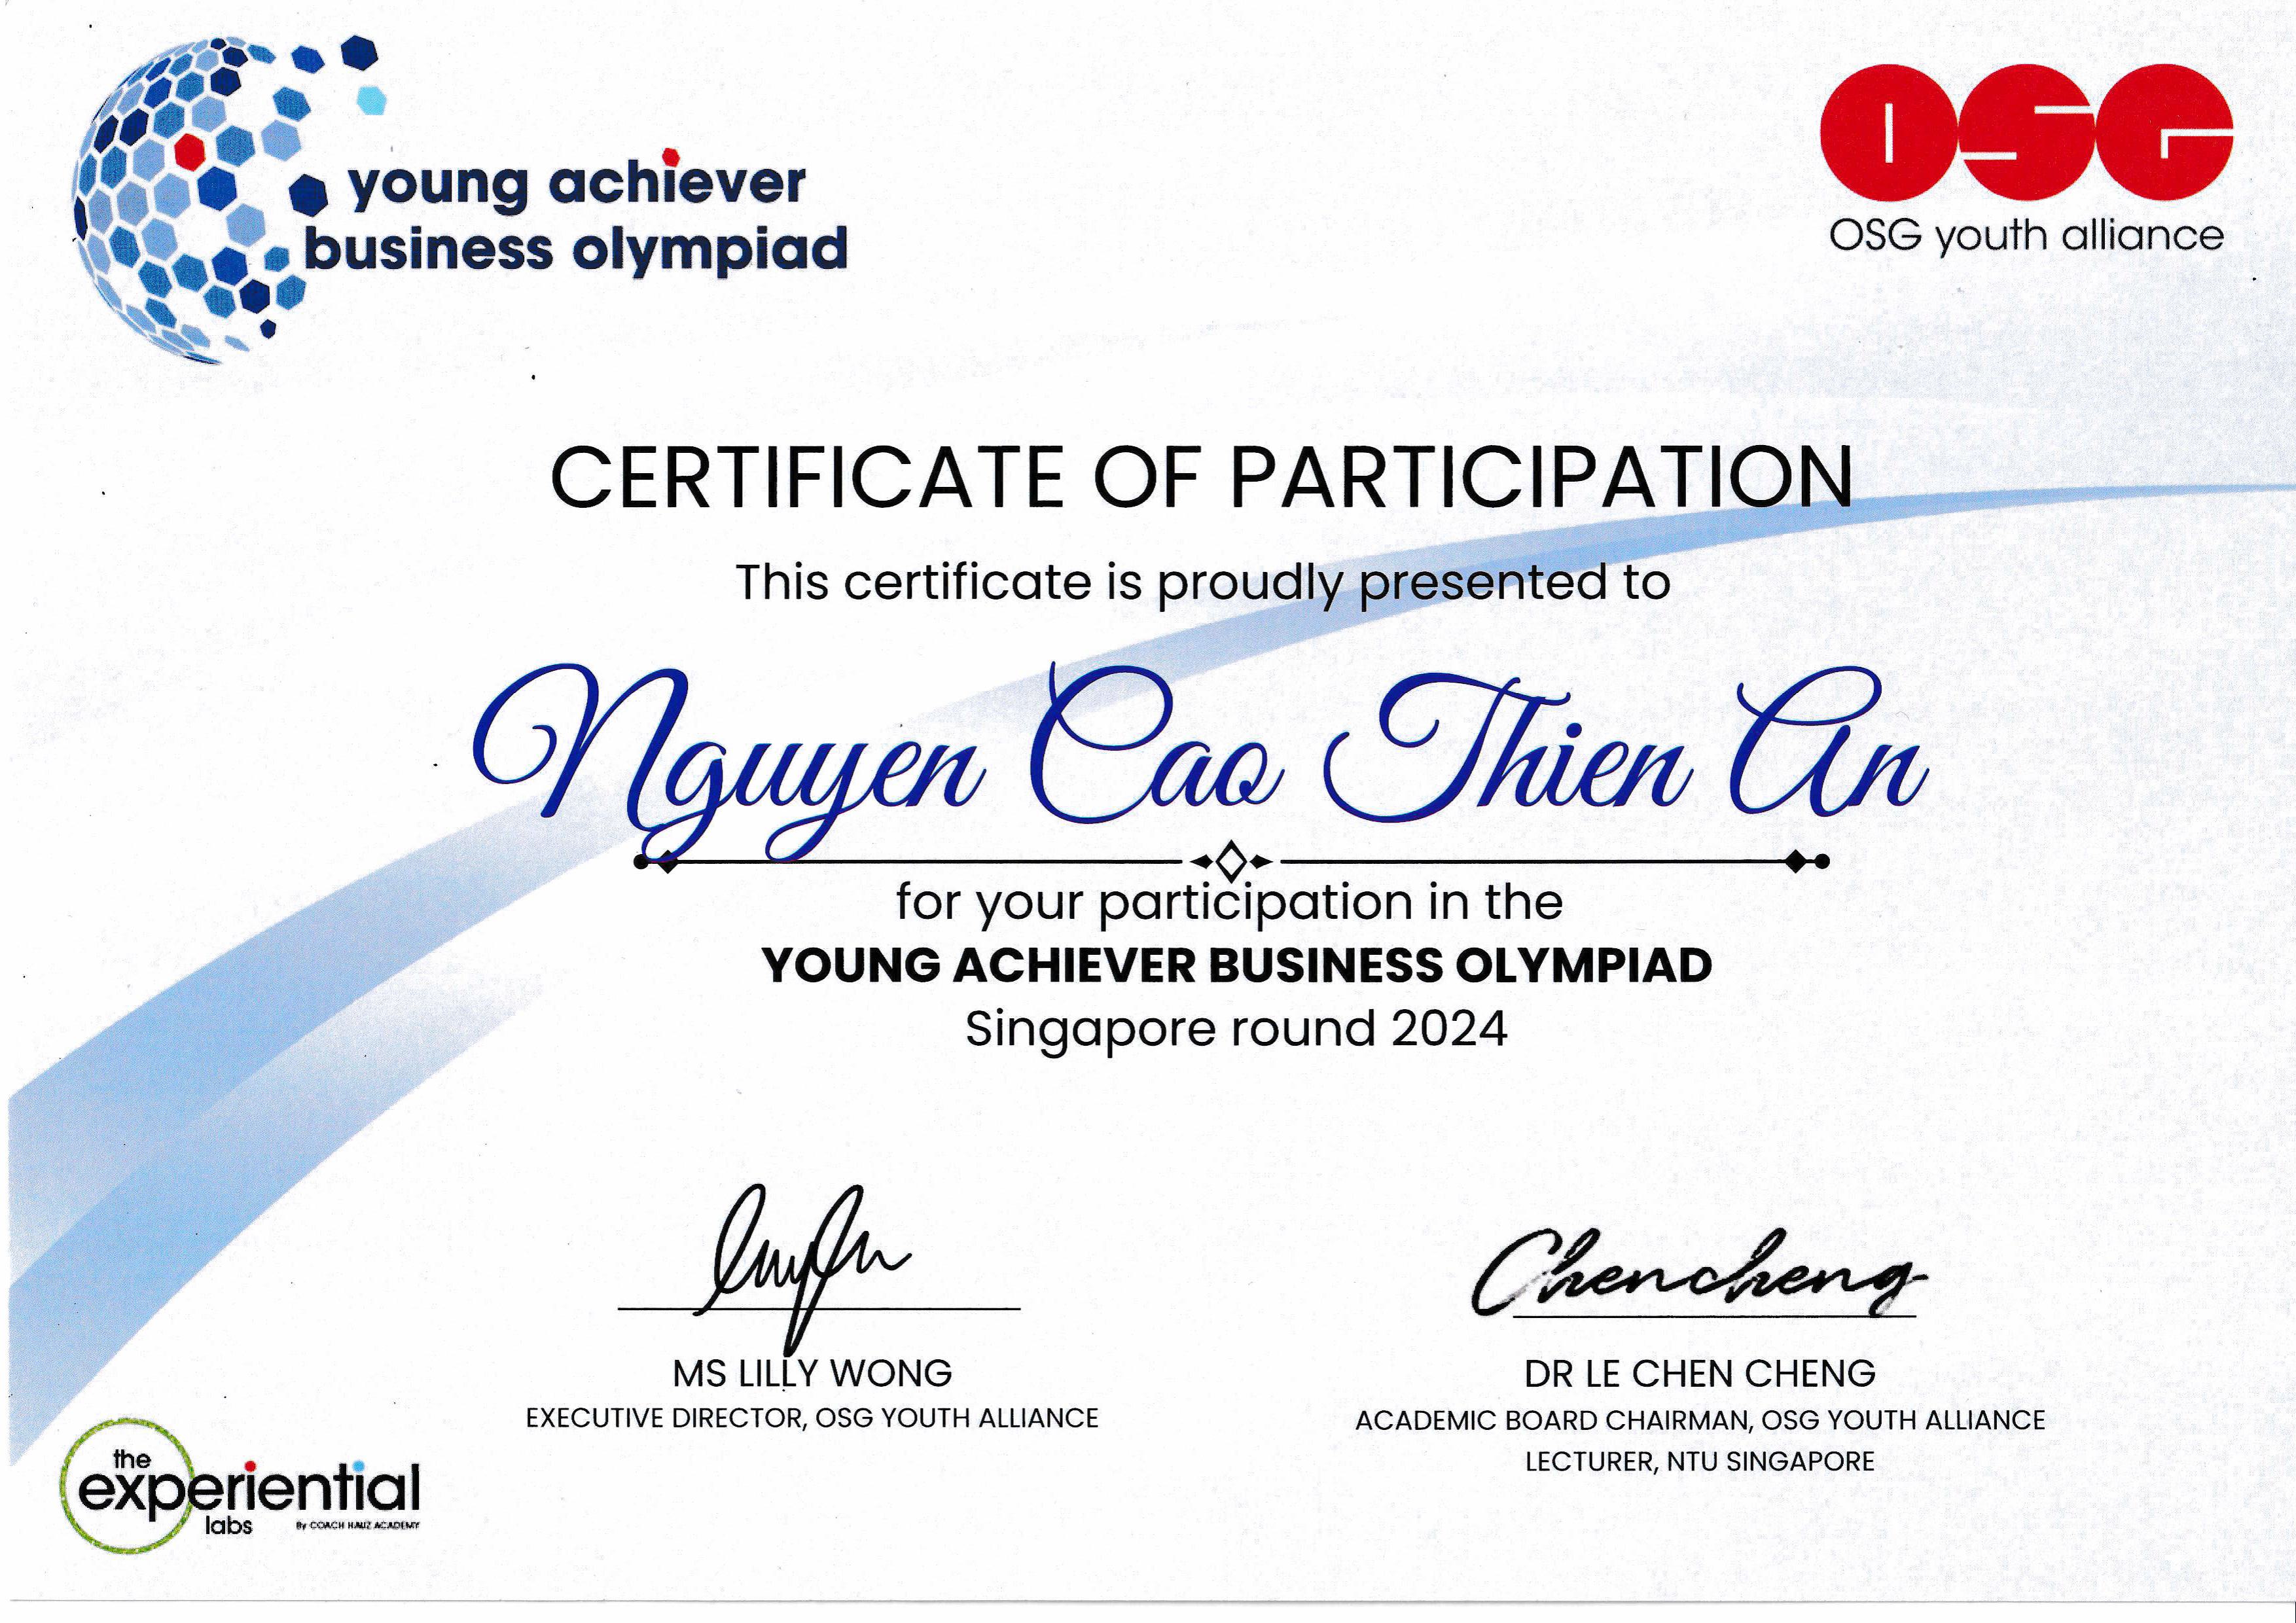 young achiever
business olympiad
OSG
OSG youth alliance
CERTIFICATE OF PARTICIPATION
This certificate is proudly presented to
Nguyen Cao Thien An
for your participation in the
YOUNG ACHIEVER BUSINESS OLYMPIAD
Singapore round 2024
Chencheng
MS LILLY WONG
EXECUTIVE DIRECTOR, OSG YOUTH ALLIANCE
DR LE CHEN CHENG
ACADEMIC BOARD CHAIRMAN, OSG YOUTH ALLIANCE
LECTURER, NTU SINGAPORE
the
experiential
labs
By COACH HAUZ ACADEMY